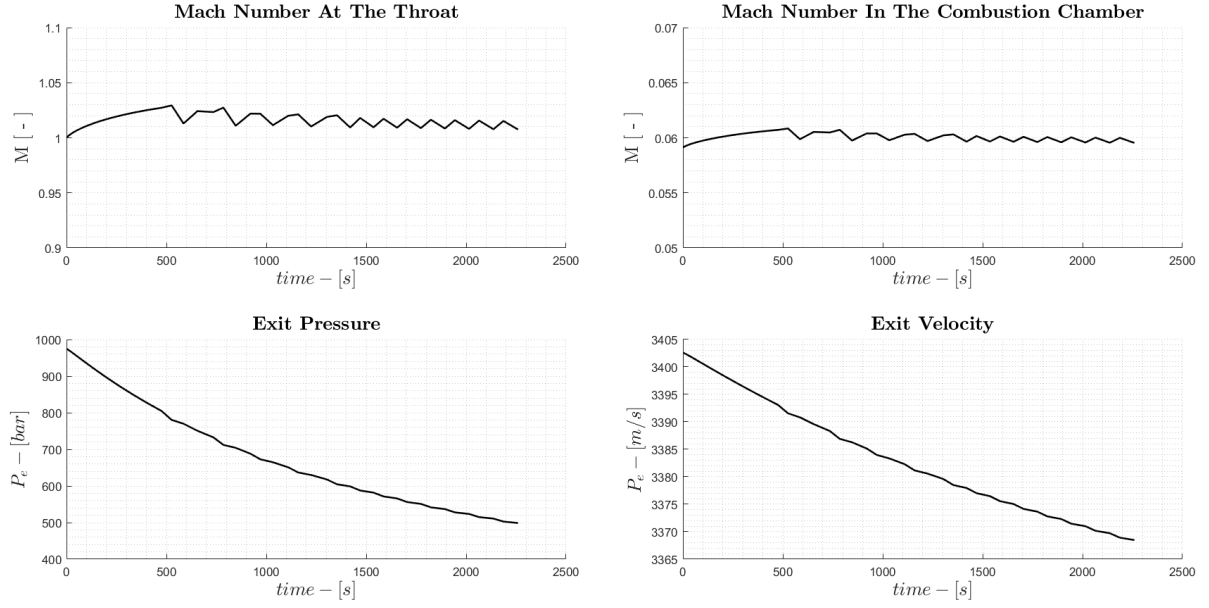 Mach Number At The Throat
1.1
1.05
1
0.95
0.9
M [ - ]
0 500 1000 1500 2000 2500
time − [s]
Mach Number In The Combustion Chamber
0.07
0.065
0.06
0.055
0.05
M [ - ]
0 500 1000 1500 2000 2500
time − [s]
Exit Pressure
1000
900
800
700
600
500
400
P_e − [bar]
0 500 1000 1500 2000 2500
time − [s]
Exit Velocity
3405
3400
3395
3390
3385
3380
3375
3370
3365
P_e − [m/s]
0 500 1000 1500 2000 2500
time − [s]